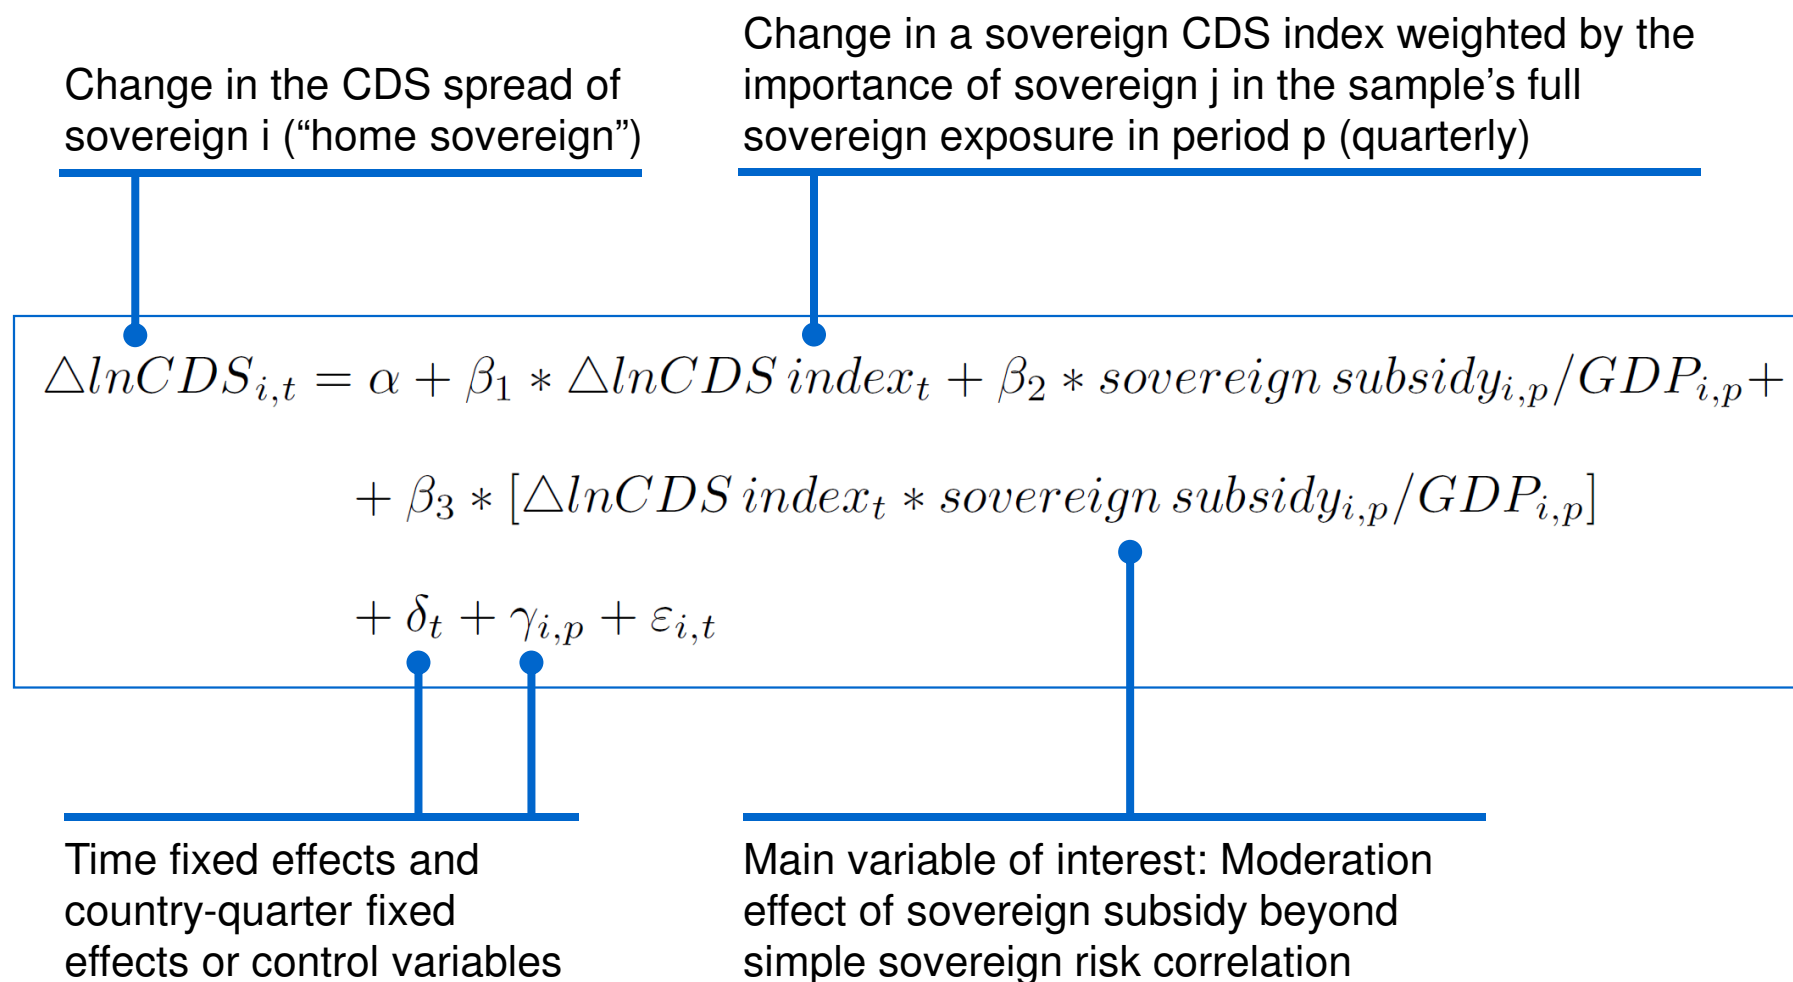 Change in the CDS spread of
sovereign i (“home sovereign”)
Change in a sovereign CDS index weighted by the
importance of sovereign j in the sample’s full
sovereign exposure in period p (quarterly)
△lnCDS_{i,t} = α + β_1 * △lnCDS index_t + β_2 * sovereign subsidy_{i,p}/GDP_{i,p}+
+ β_3 * [△lnCDS index_t * sovereign subsidy_{i,p}/GDP_{i,p}]
+ δ_t + γ_{i,p} + ε_{i,t}
Time fixed effects and
country-quarter fixed
effects or control variables
Main variable of interest: Moderation
effect of sovereign subsidy beyond
simple sovereign risk correlation